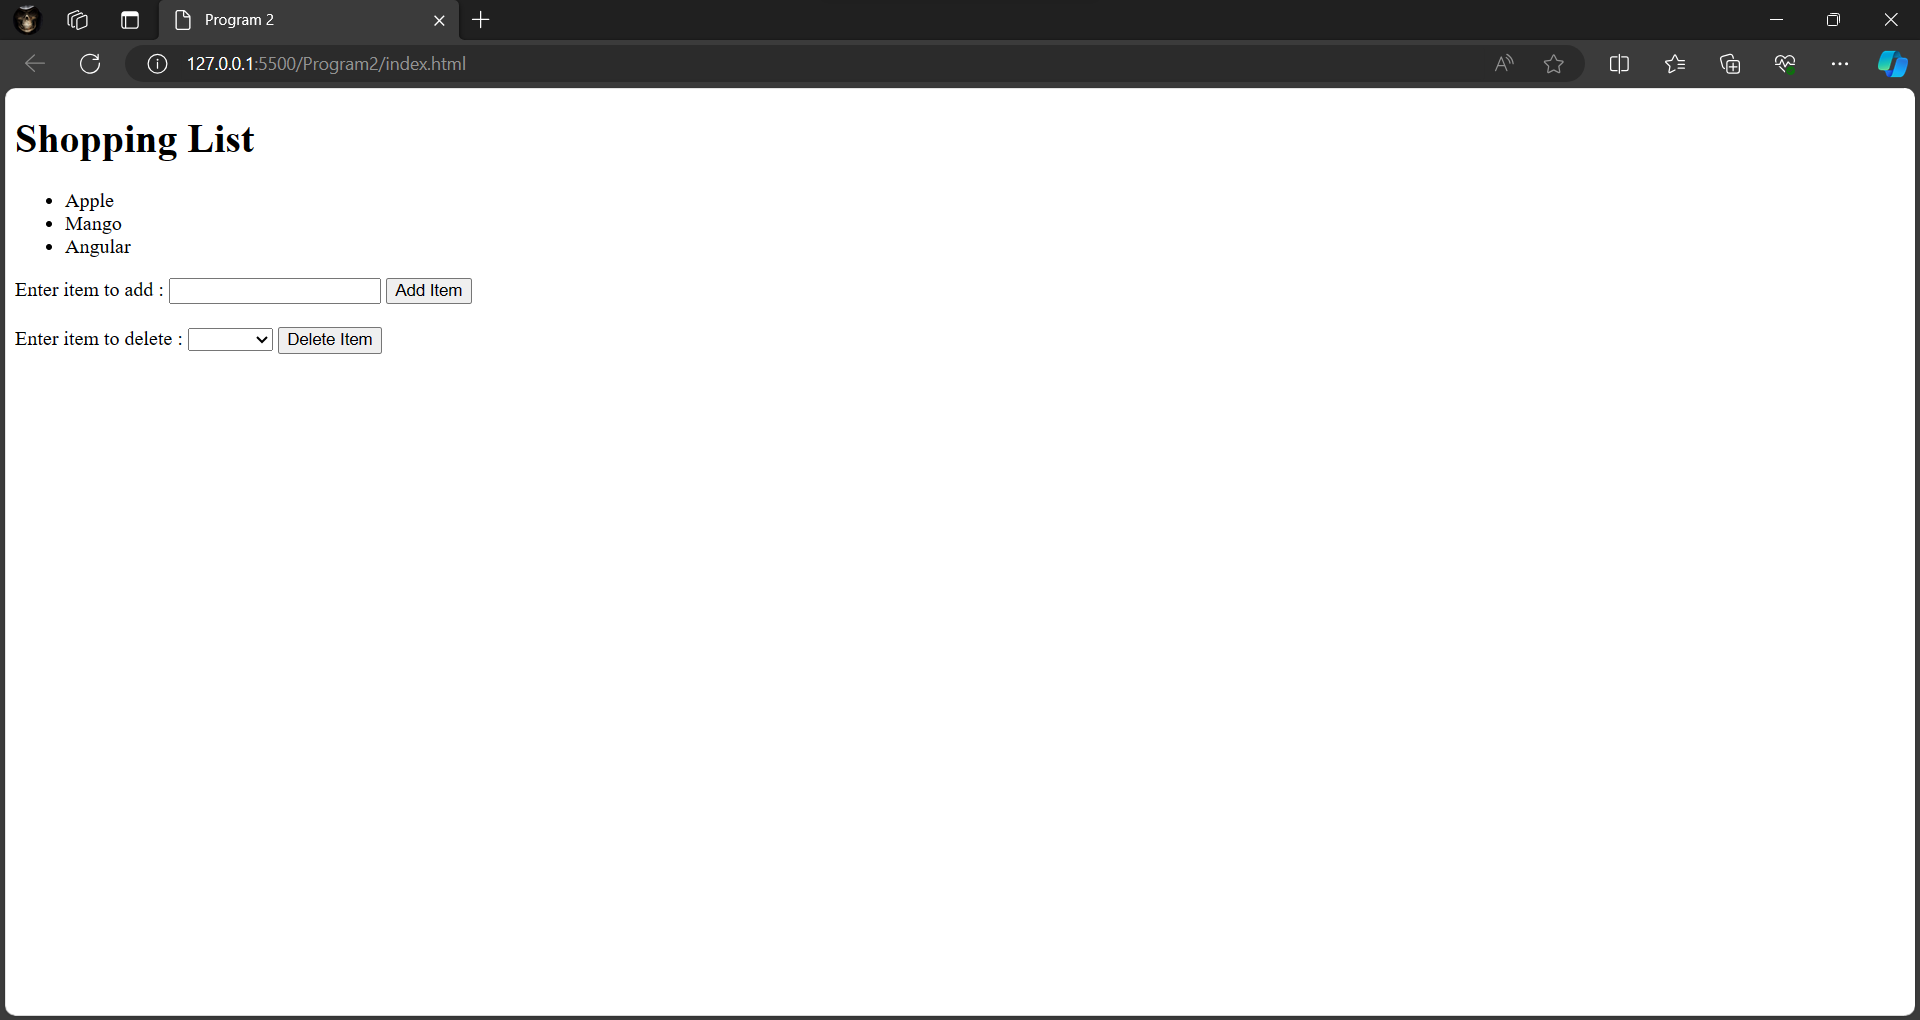 Program 2
127.0.0.1:5500/Program2/index.html
Shopping List
Apple
Mango
Angular
Enter item to add : Add Item
Enter item to delete : Delete Item